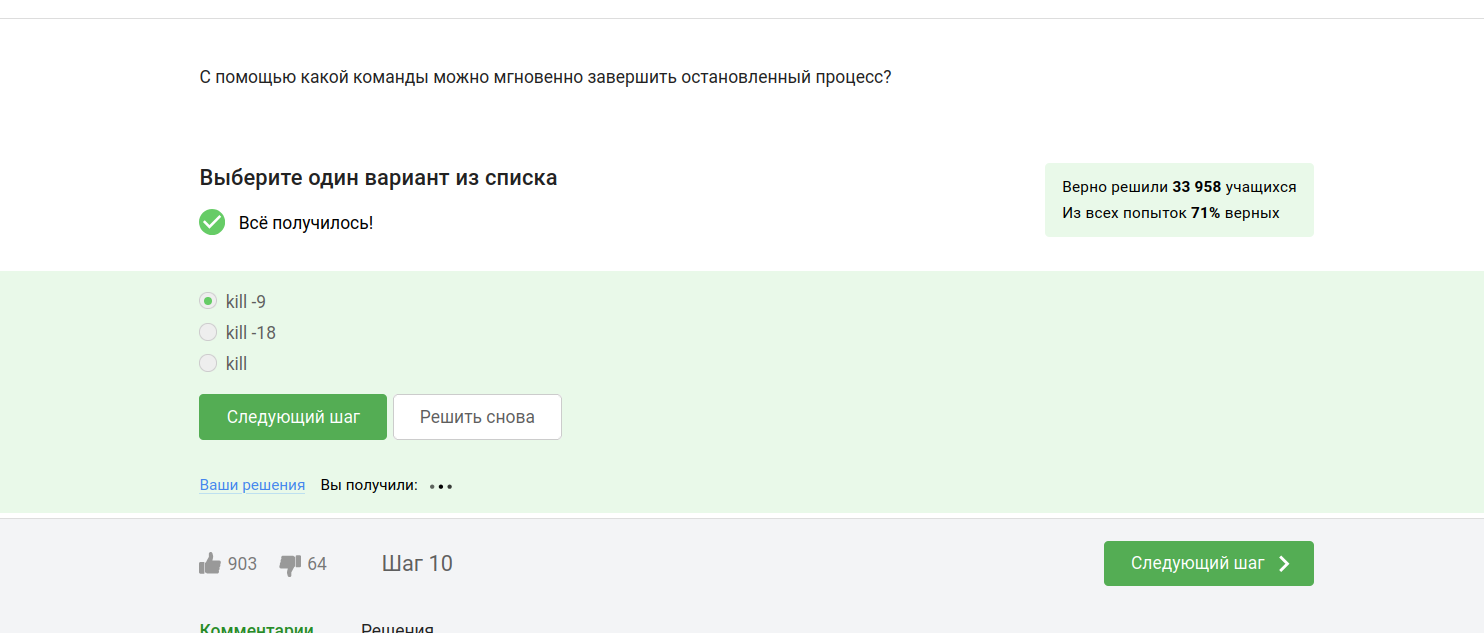 С помощью какой команды можно мгновенно завершить остановленный процесс?
Выберите один вариант из списка
Всё получилось!
Верно решили 33 958 учащихся
Из всех попыток 71% верных
kill -9
kill -18
kill
Следующий шаг
Решить снова
Ваши решения Вы получили:
903 64 Шаг 10
Следующий шаг
Комментарии Решения